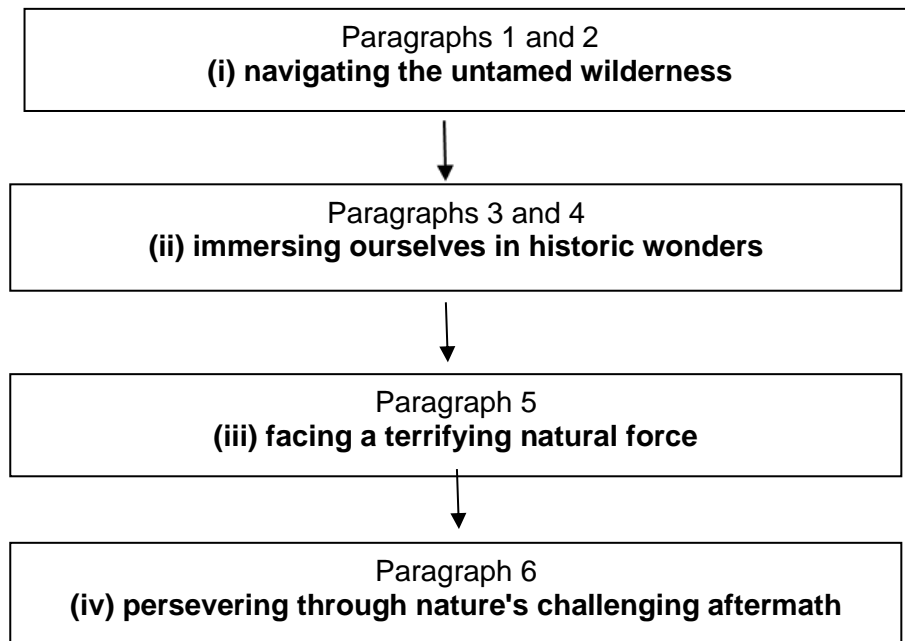 Paragraphs 1 and 2
(i) navigating the untamed wilderness
Paragraphs 3 and 4
(ii) immersing ourselves in historic wonders
Paragraph 5
(iii) facing a terrifying natural force
Paragraph 6
(iv) persevering through nature's challenging aftermath